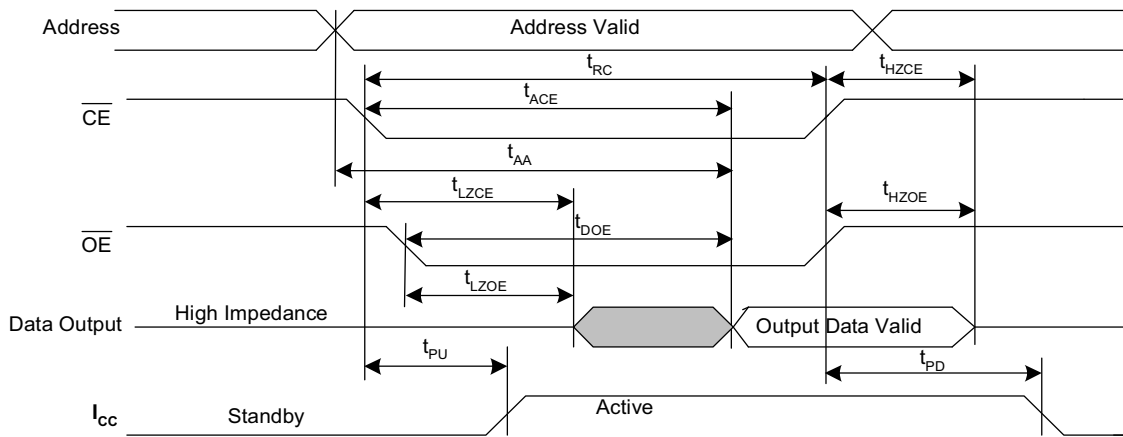 Address Address Valid
tRC tHZCE
tACE
CE
tAA
tLZCE tHZOE
tDOE
OE
tLZOE
Data Output High Impedance Output Data Valid
tPU tPD
ICC Standby Active